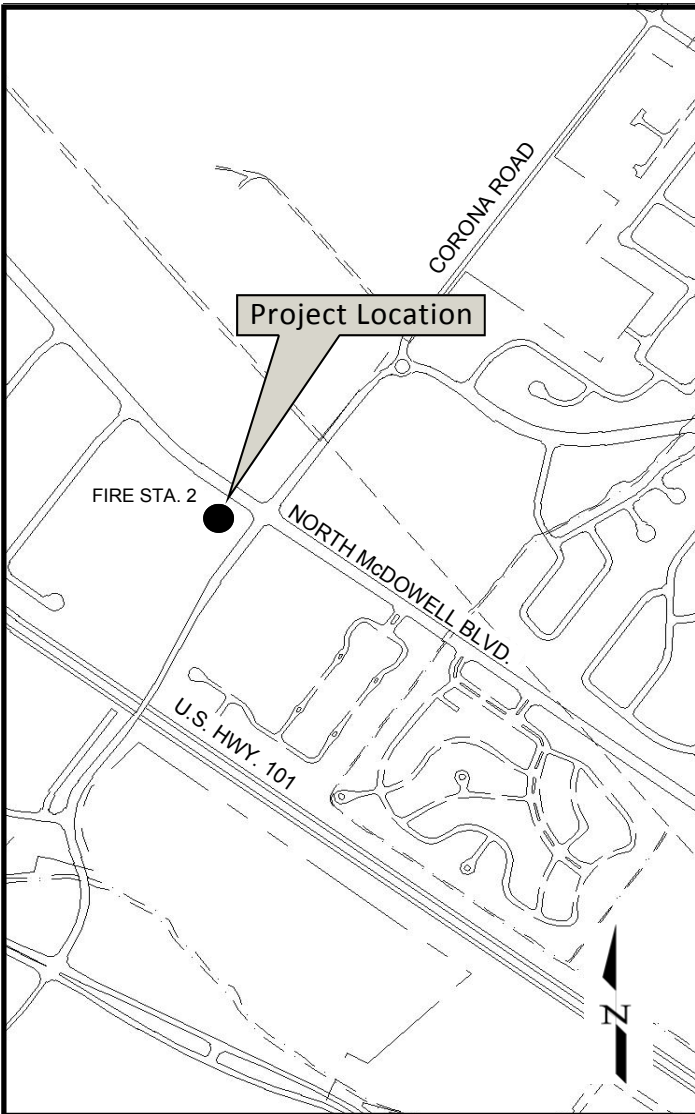 CORONA ROAD
Project Location
FIRE STA. 2
NORTH McDOWELL BLVD.
U.S. HWY. 101
N